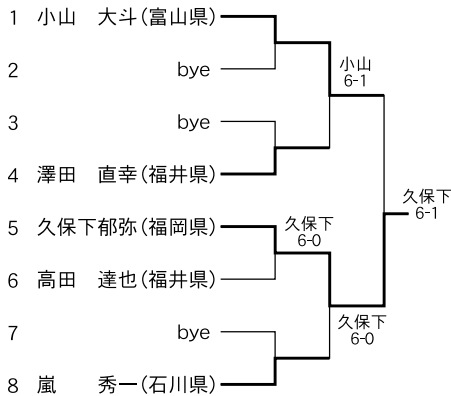 1 小山 大斗(富山県)
2 bye
3 bye
4 澤田 直幸(福井県)
5 久保下郁弥(福岡県)
6 高田 達也(福井県)
7 bye
8 嵐 秀一(石川県)
小山
6-1
久保下
6-0
久保下
6-0
久保下
6-1